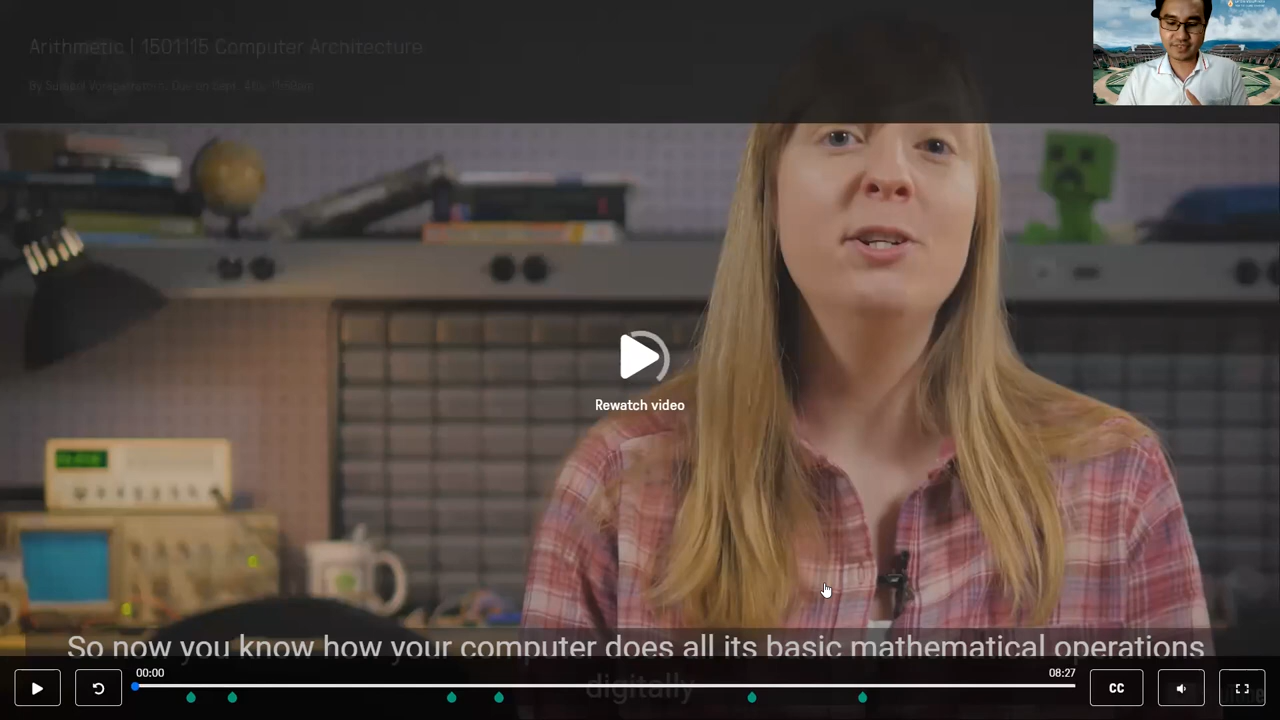 Arithmetic | 1501115 Computer Architecture
Rewatch video
So now you know how your computer does all its basic mathematical operations
digitally
00:00
08:27
CC